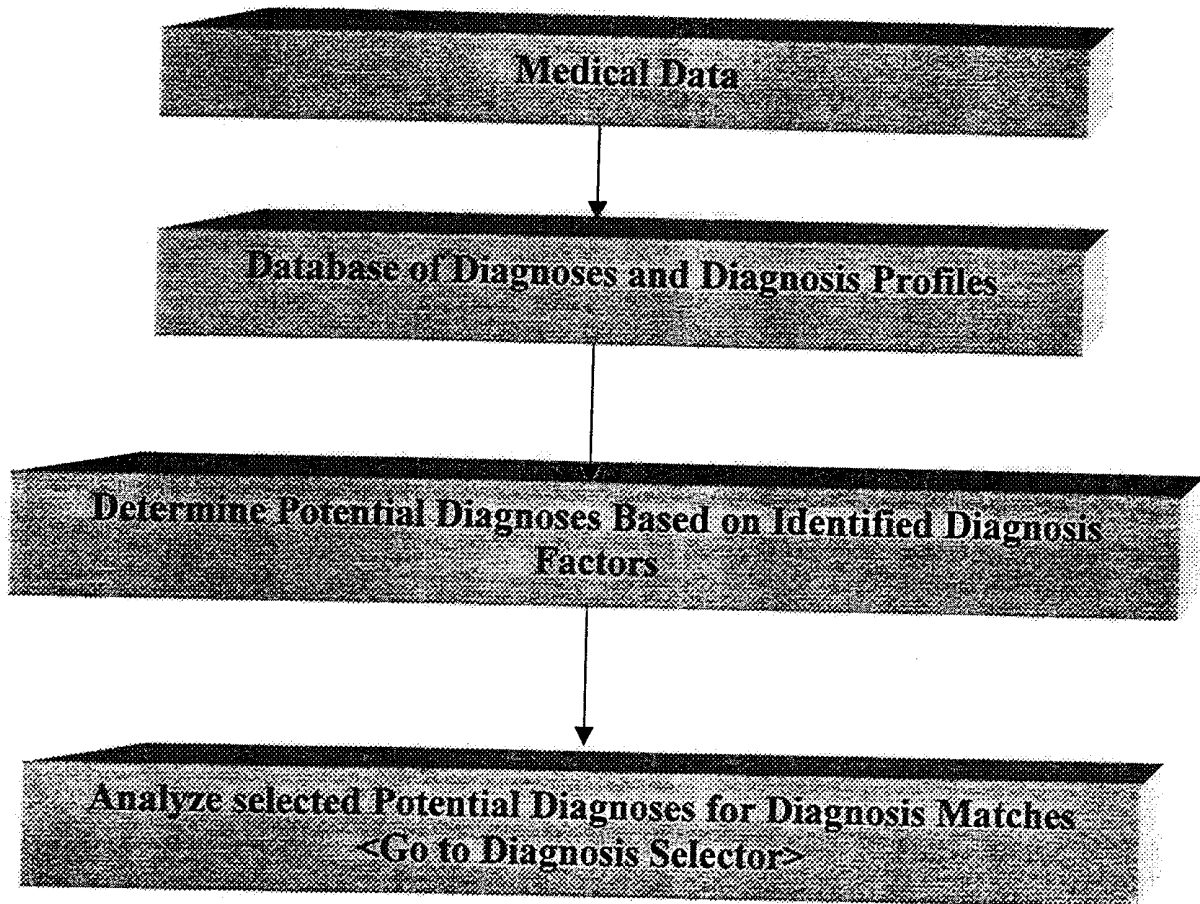 Medical Data
Database of Diagnoses and Diagnosis Profiles
Determine Potential Diagnoses Based on Identified Diagnosis
Factors
Analyze selected Potential Diagnoses for Diagnosis Matches
<Go to Diagnosis Selector>